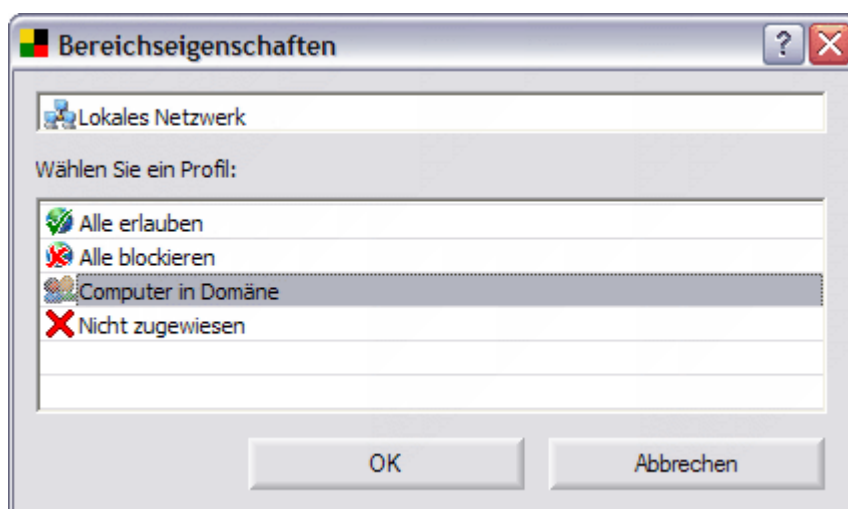 Bereichseigenschaften
Lokales Netzwerk
Wählen Sie ein Profil:
Alle erlauben
Alle blockieren
Computer in Domäne
Nicht zugewiesen
OK Abbrechen